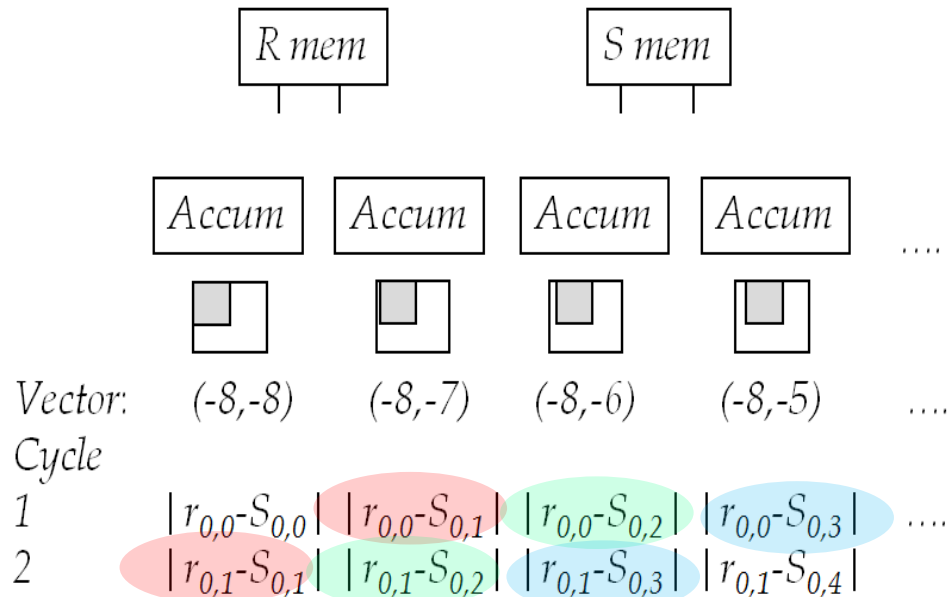 R mem S mem
Accum Accum Accum Accum ....
Vector: (-8,-8) (-8,-7) (-8,-6) (-8,-5) ....
Cycle
1 | r0,0-S0,0 | | r0,0-S0,1 | | r0,0-S0,2 | | r0,0-S0,3 | ....
2 | r0,1-S0,1 | | r0,1-S0,2 | | r0,1-S0,3 | | r0,1-S0,4 |